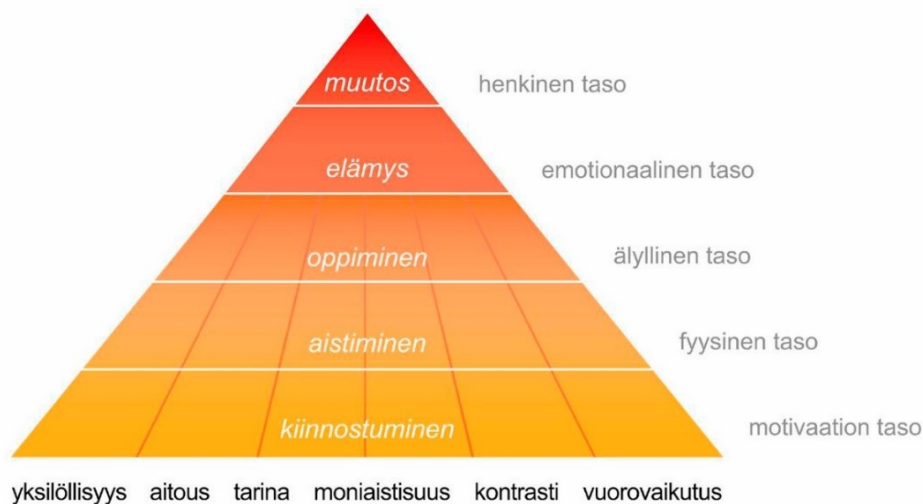 muutos henkinen taso
elämys emotionaalinen taso
oppiminen älyllinen taso
aistiminen fyysinen taso
kiinnostuminen motivaation taso
yksilöllisyys aitous tarina moniaistisuus kontrasti vuorovaikutus